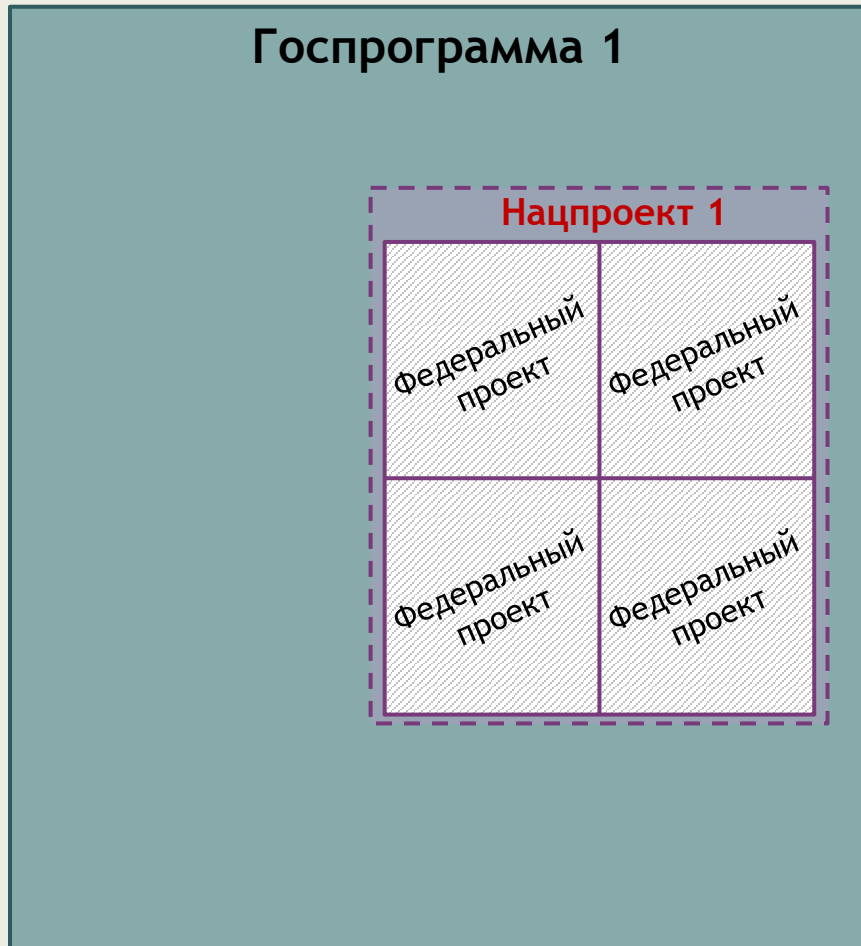 Госпрограмма 1
Нацпроект 1
Федеральный
проект
Федеральный
проект
Федеральный
проект
Федеральный
проект